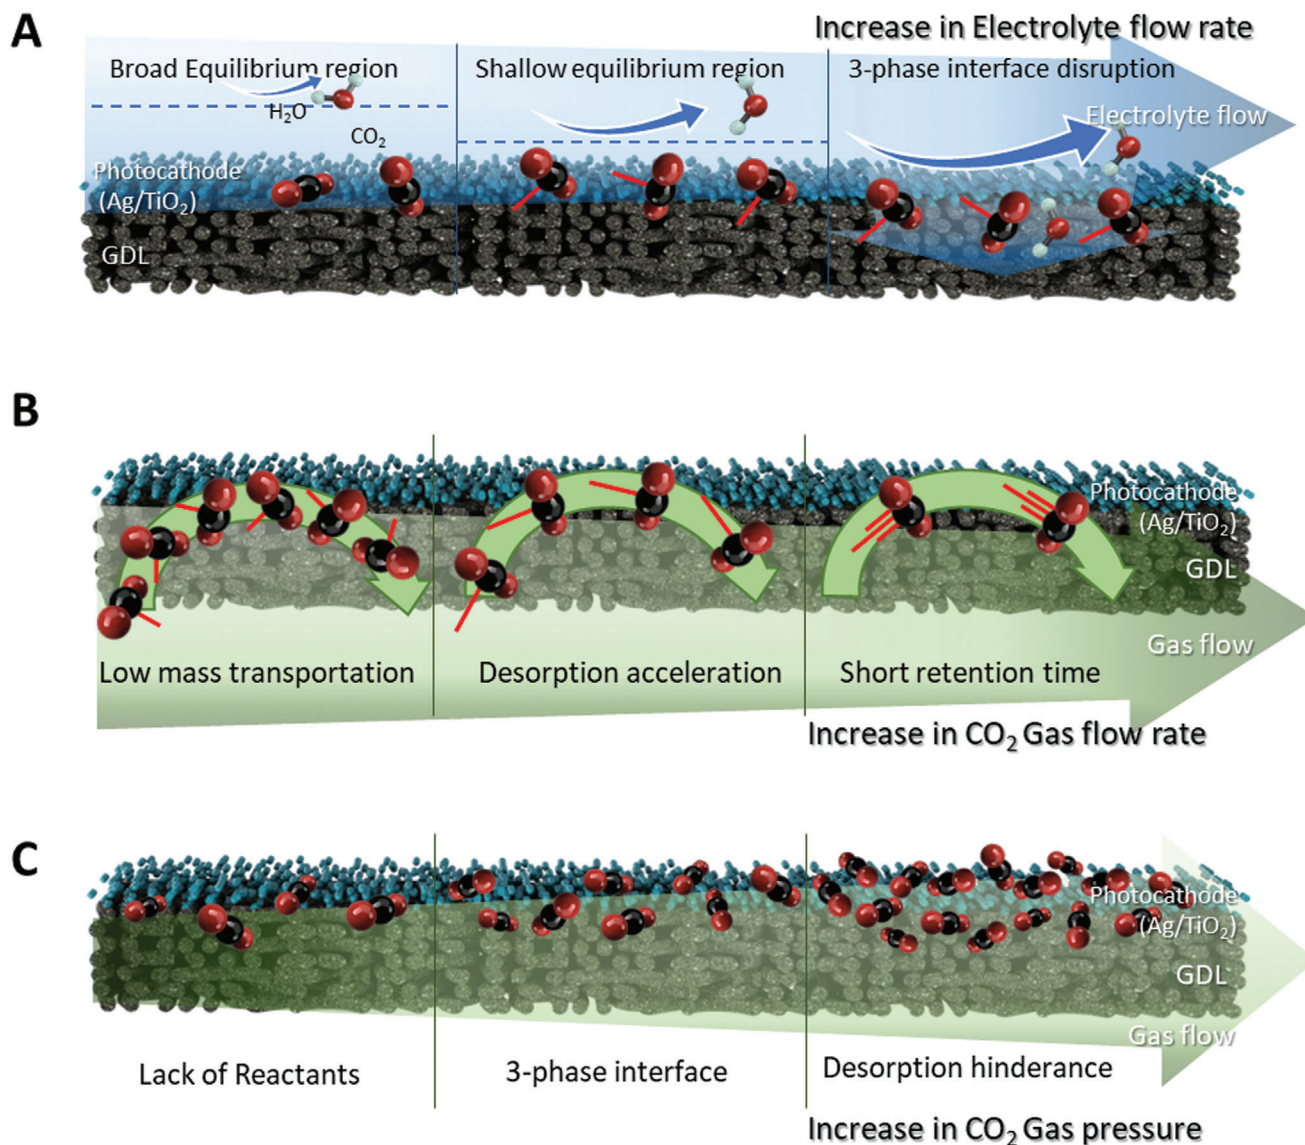 A
Increase in Electrolyte flow rate
Broad Equilibrium region
Shallow equilibrium region
3-phase interface disruption
H₂O
CO₂
Electrolyte flow
Photocathode
(Ag/TiO₂)
GDL
B
Photocathode
(Ag/TiO₂)
GDL
Gas flow
Low mass transportation
Desorption acceleration
Short retention time
Increase in CO₂ Gas flow rate
C
Photocathode
(Ag/TiO₂)
GDL
Gas flow
Lack of Reactants
3-phase interface
Desorption hinderance
Increase in CO₂ Gas pressure